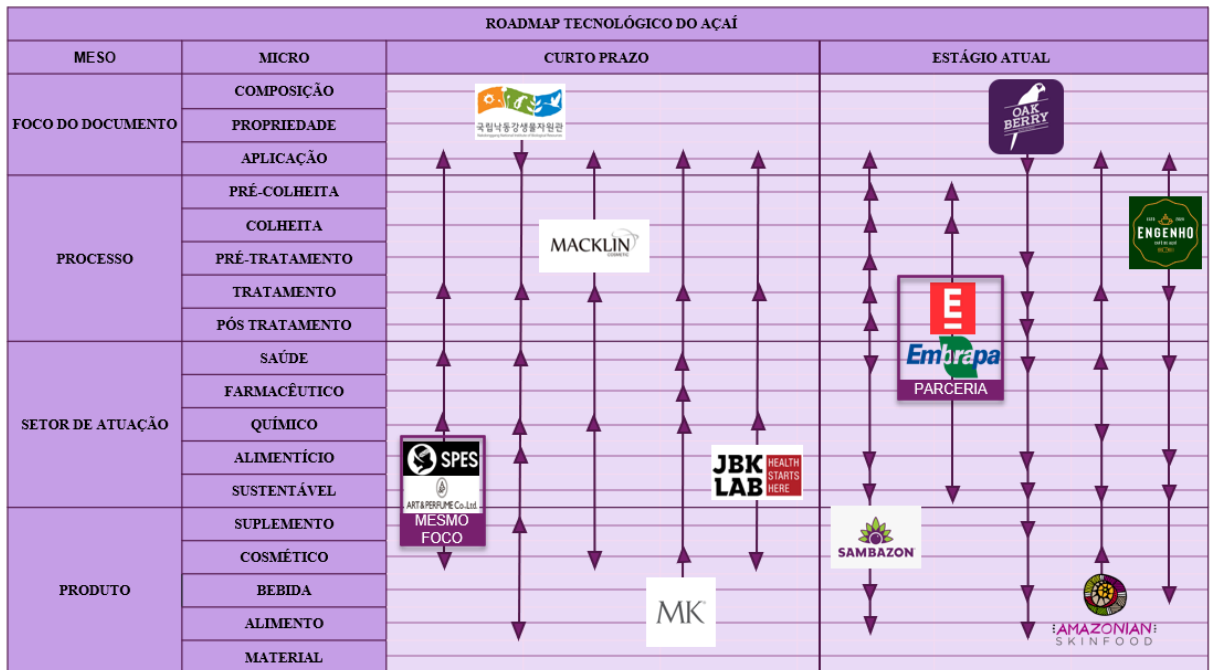 ROADMAP TECNOLÓGICO DO AÇAÍ
MESO
MICRO
CURTO PRAZO
ESTÁGIO ATUAL
FOCO DO DOCUMENTO
COMPOSIÇÃO
PROPRIEDADE
APLICAÇÃO
국립낙동강생물자원관
OAK
BERRY
PROCESSO
PRÉ-COLHEITA
COLHEITA
PRÉ-TRATAMENTO
TRATAMENTO
PÓS TRATAMENTO
MACKLIN
COSMETIC
ENGENHO
Embrapa
PARCERIA
SETOR DE ATUAÇÃO
SAÚDE
FARMACÊUTICO
QUÍMICO
ALIMENTÍCIO
SUSTENTÁVEL
SPES
ART&PERFUME Co.,Ltd.
MESMO
FOCO
JBK
LAB
HEALTH
STARTS
HERE
SAMBAZON
PRODUTO
SUPLEMENTO
COSMÉTICO
BEBIDA
ALIMENTO
MATERIAL
MK
AMAZONIAN
SKINFOOD